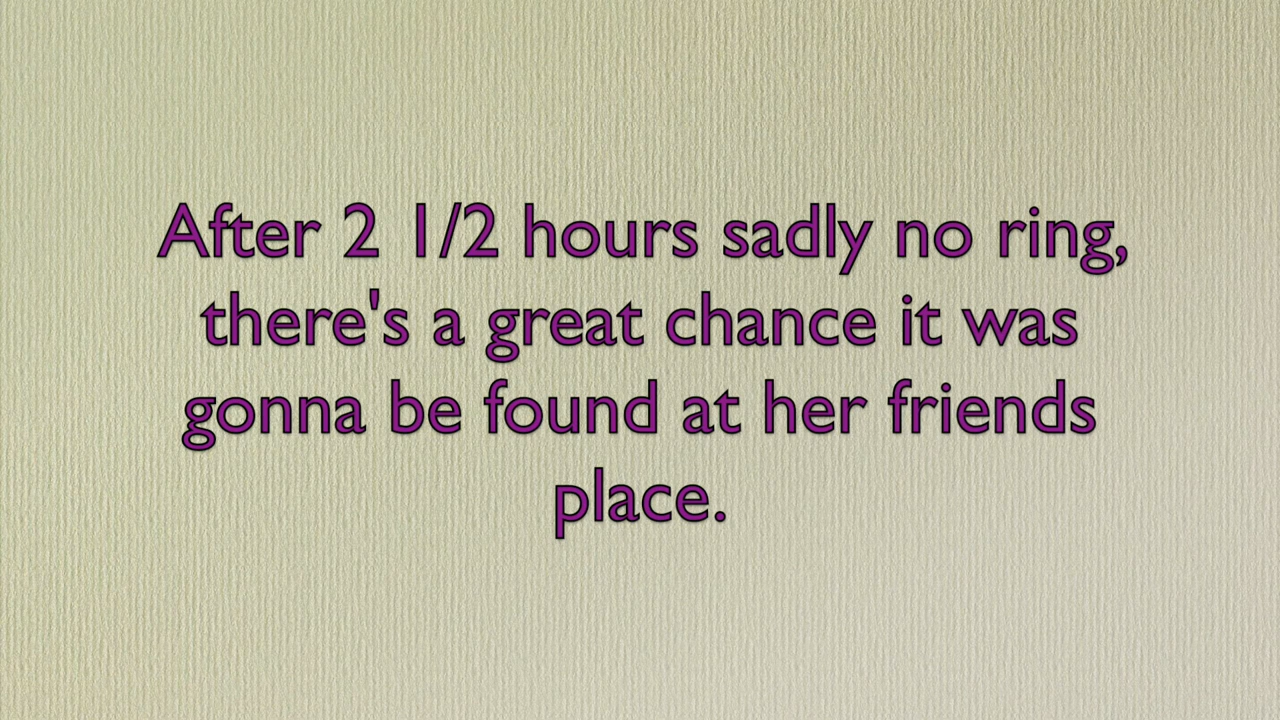 After 2 1/2 hours sadly no ring,
there's a great chance it was
gonna be found at her friends
place.